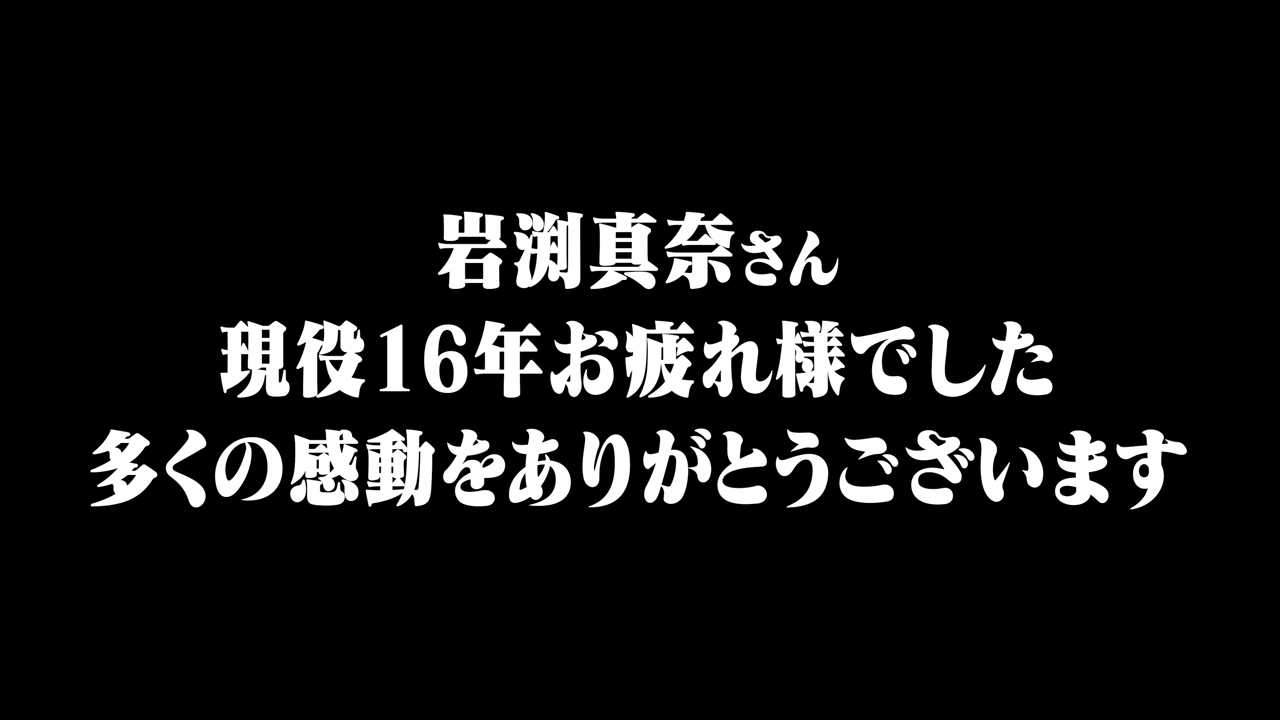 岩渕真奈さん
現役16年お疲れ様でした
多くの感動をありがとうございます